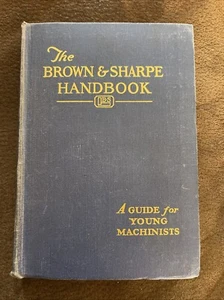 The
BROWN & SHARPE
HANDBOOK
A GUIDE for
YOUNG
MACHINISTS